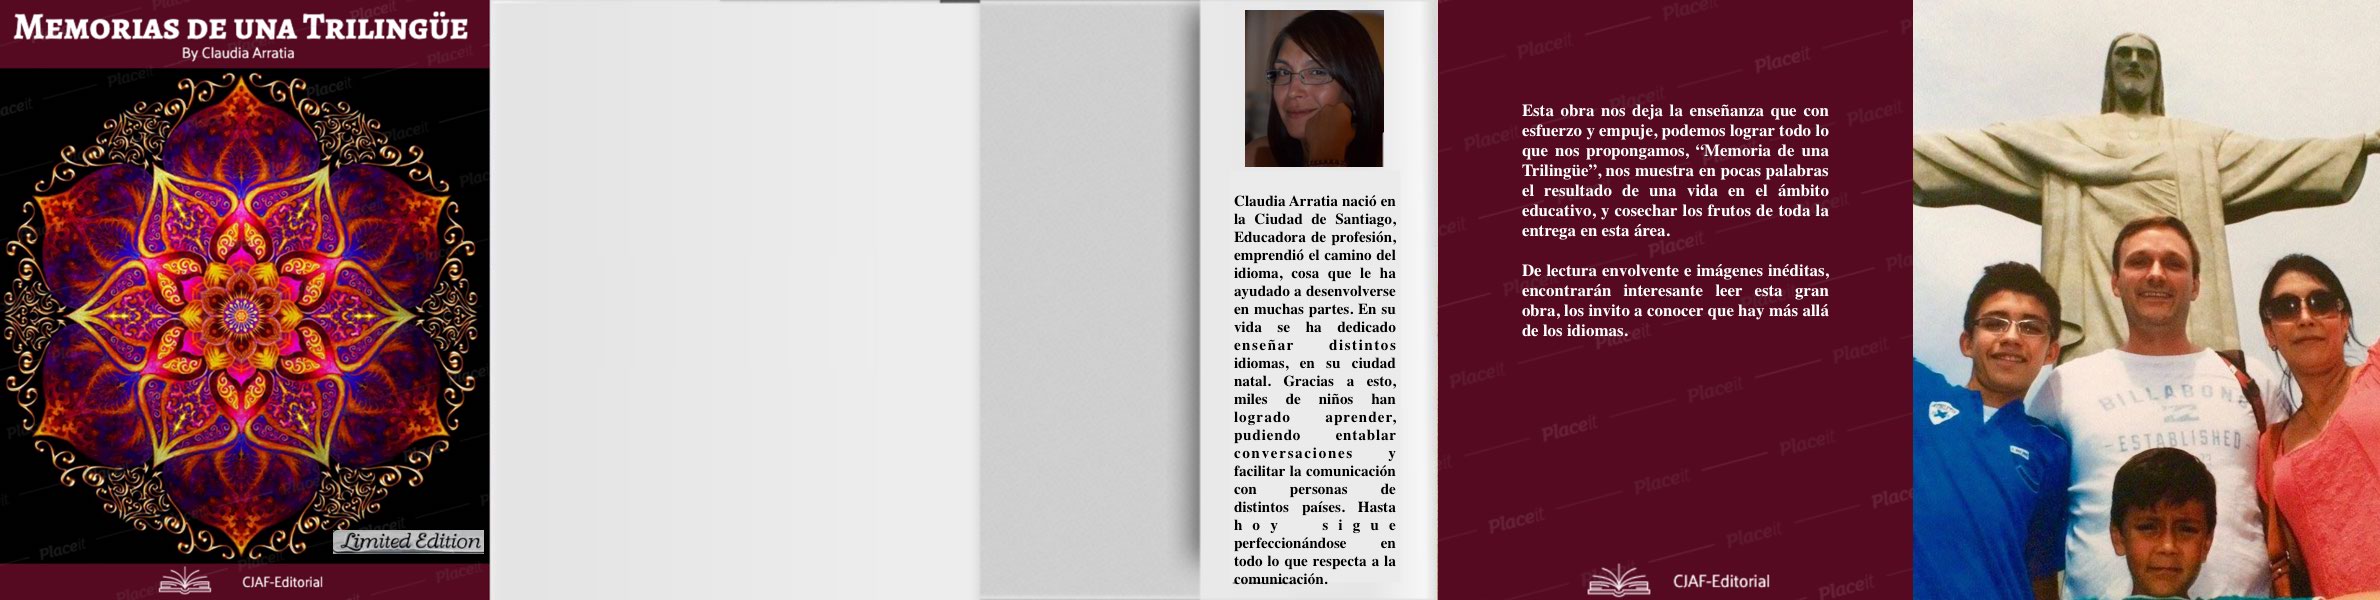 MEMORIAS DE UNA TRILINGÜE
By Claudia Arratia
Limited Edition
CJAF-Editorial
Claudia Arratia nació en
la Ciudad de Santiago,
Educadora de profesión,
emprendió el camino del
idioma, cosa que le ha
ayudado a desenvolverse
en muchas partes. En su
vida se ha dedicado
enseñar distintos
idiomas, en su ciudad
natal. Gracias a esto,
miles de niños han
logrado aprender,
pudiendo entablar
conversaciones y
facilitar la comunicación
con personas de
distintos países. Hasta
hoy sigue
perfeccionándose en
todo lo que respecta a la
comunicación.
Esta obra nos deja la enseñanza que con
esfuerzo y empuje, podemos lograr todo lo
que nos propongamos, “Memoria de una
Trilingüe”, nos muestra en pocas palabras
el resultado de una vida en el ámbito
educativo, y cosechar los frutos de toda la
entrega en esta área.
De lectura envolvente e imágenes inéditas,
encontrarán interesante leer esta gran
obra, los invito a conocer que hay más allá
de los idiomas.
CJAF-Editorial
BILLABONG
ESTABLISHED
Placeit